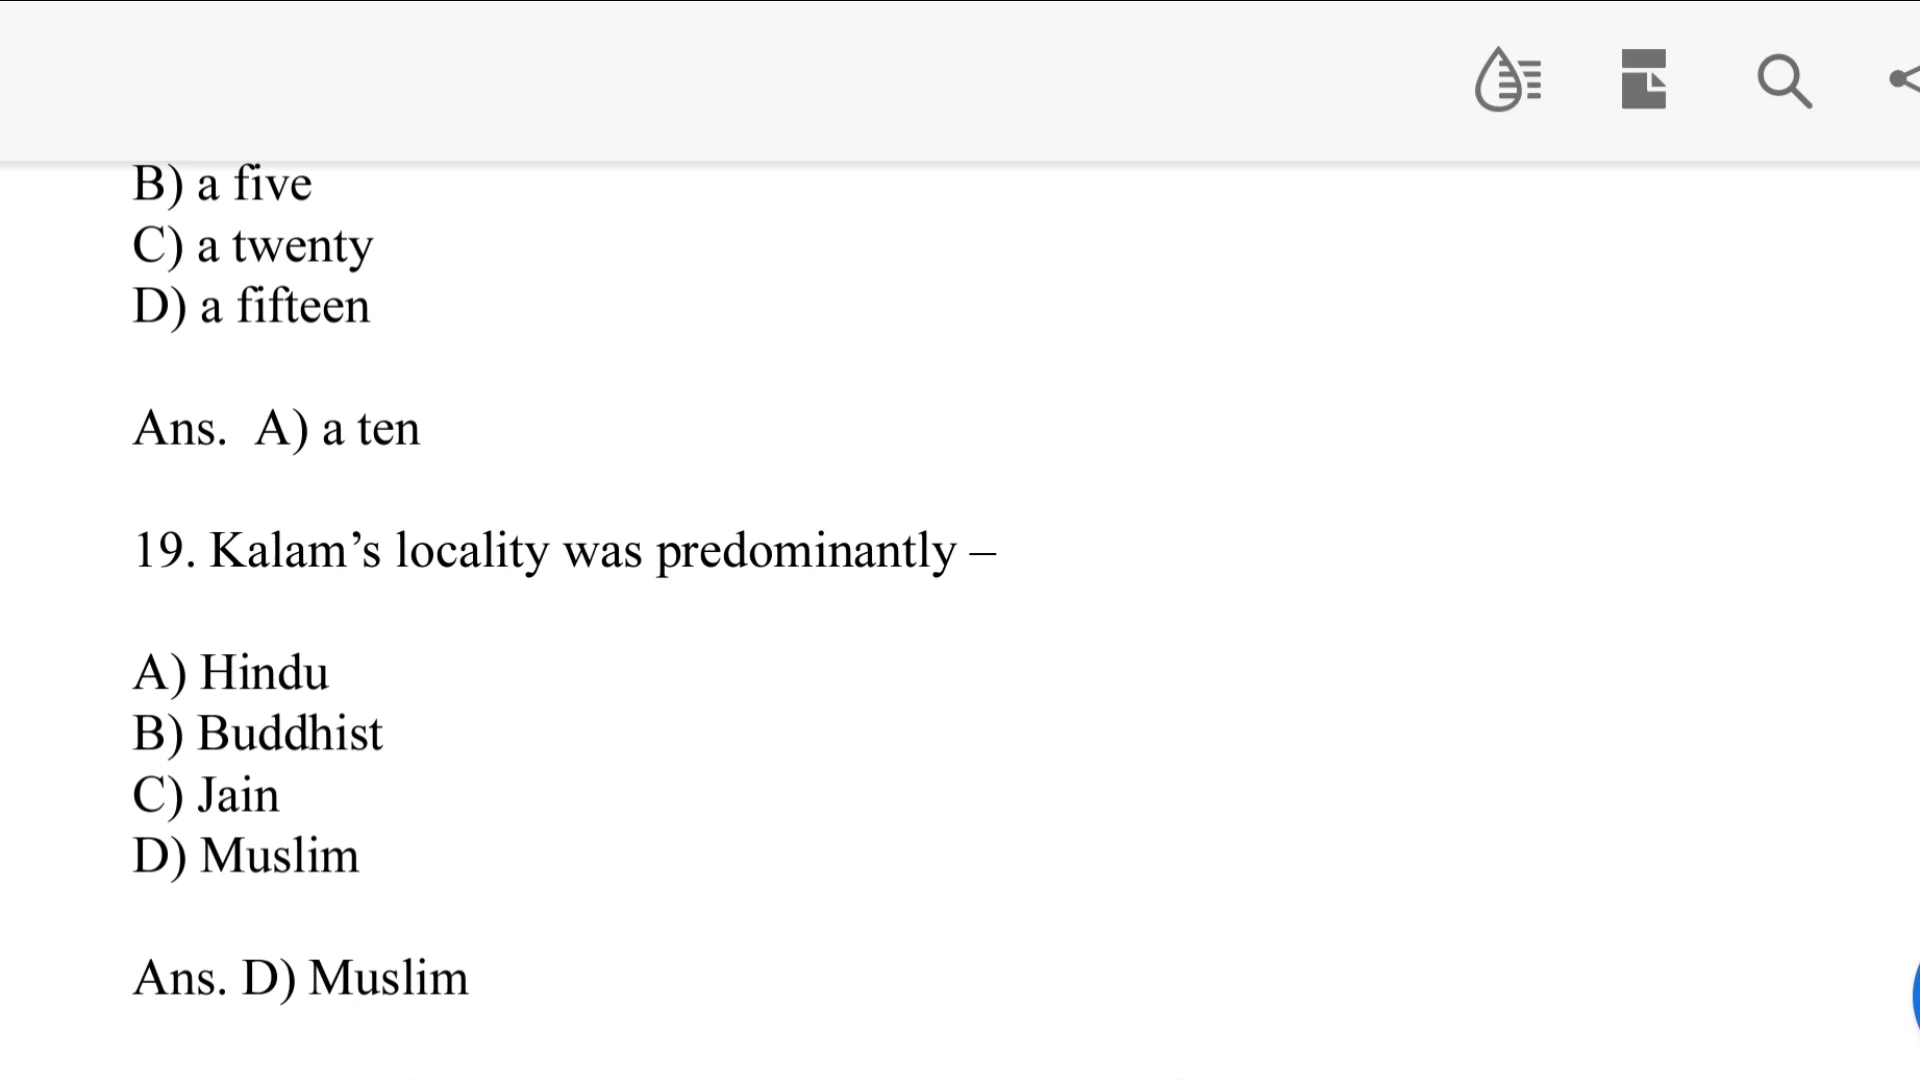 B) a five
C) a twenty
D) a fifteen
Ans.  A) a ten
19. Kalam’s locality was predominantly –
A) Hindu
B) Buddhist
C) Jain
D) Muslim
Ans. D) Muslim